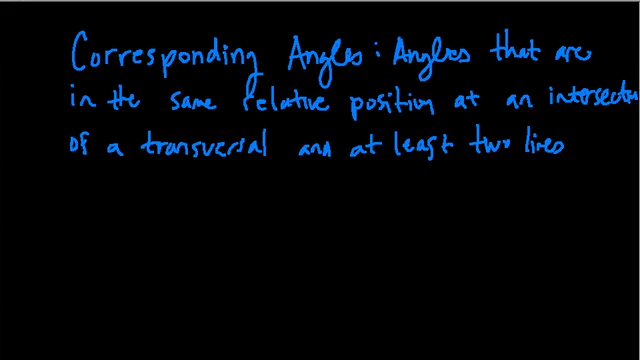 Corresponding Angles : Angles that are
in the same relative position at an intersectio
of a transversal and at least two lines